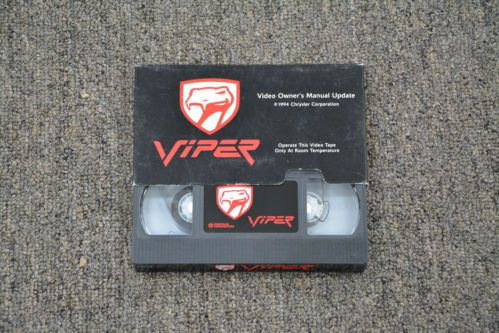 Video Owner's Manual Update
©1994 Chrysler Corporation
VIPER
Operate This Video Tape
Only At Room Temperature
VIPER
VIPER